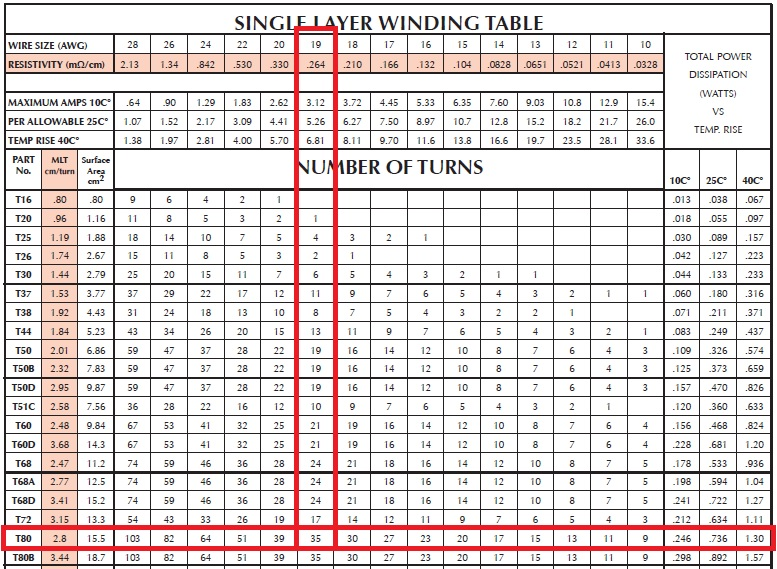 SINGLE LAYER WINDING TABLE
WIRE SIZE (AWG) 28 26 24 22 20 19 18 17 16 15 14 13 12 11 10 TOTAL POWER DISSIPATION (WATTS) VS TEMP. RISE
RESISTIVITY (mΩ/cm) 2.13 1.34 .842 .530 .330 .264 .210 .166 .132 .104 .0828 .0651 .0521 .0413 .0328
MAXIMUM AMPS 10C° .64 .90 1.29 1.83 2.62 3.12 3.72 4.45 5.33 6.35 7.60 9.03 10.8 12.9 15.4
PER ALLOWABLE 25C° 1.07 1.52 2.17 3.09 4.41 5.26 6.27 7.50 8.97 10.7 12.8 15.2 18.2 21.7 26.0
TEMP RISE 40C° 1.38 1.97 2.81 4.00 5.70 6.81 8.11 9.70 11.6 13.8 16.6 19.7 23.5 28.1 33.6
PART No. MLT cm/turn Surface Area cm² NUMBER OF TURNS 10C° 25C° 40C°
T16 .80 .80 9 6 4 2 1 .013 .038 .067
T20 .96 1.16 11 8 5 3 2 1 .018 .055 .097
T25 1.19 1.88 18 14 10 7 5 4 3 2 1 .030 .089 .157
T26 1.74 2.67 15 11 8 5 3 2 1 .042 .127 .223
T30 1.44 2.79 25 20 15 11 7 6 5 4 3 2 1 1 .044 .133 .233
T37 1.53 3.77 37 29 22 17 12 11 9 7 6 5 4 3 2 1 1 .060 .180 .316
T38 1.92 4.43 31 24 18 13 10 8 7 5 4 3 2 2 1 .071 .211 .371
T44 1.84 5.23 43 34 26 20 15 13 11 9 7 6 5 4 3 2 1 .083 .249 .437
T50 2.01 6.86 59 47 37 28 22 19 16 14 12 10 8 7 6 4 3 .109 .326 .574
T50B 2.32 7.83 59 47 37 28 22 19 16 14 12 10 8 7 6 4 3 .125 .373 .659
T50D 2.95 9.87 59 47 37 28 22 19 16 14 12 10 8 7 6 4 3 .157 .470 .826
T51C 2.58 7.56 36 28 22 16 12 10 9 7 6 5 4 3 2 1 .120 .360 .633
T60 2.48 9.84 67 53 41 32 25 21 19 16 14 12 10 8 7 6 4 .156 .468 .824
T60D 3.68 14.3 67 53 41 32 25 21 19 16 14 12 10 8 7 6 4 .228 .681 1.20
T68 2.47 11.2 74 59 46 36 28 24 21 18 16 14 12 10 8 7 5 .178 .533 .936
T68A 2.77 12.5 74 59 46 36 28 24 21 18 16 14 12 10 8 7 5 .198 .594 1.04
T68D 3.41 15.2 74 59 46 36 28 24 21 18 16 14 12 10 8 7 5 .241 .722 1.27
T72 3.15 13.3 54 43 33 26 19 17 14 12 11 9 7 6 5 4 3 .212 .634 1.11
T80 2.8 15.5 103 82 64 51 39 35 30 27 23 20 17 15 13 11 9 .246 .736 1.30
T80B 3.44 18.7 103 82 64 51 39 35 30 27 23 20 17 15 13 11 9 .298 .892 1.57